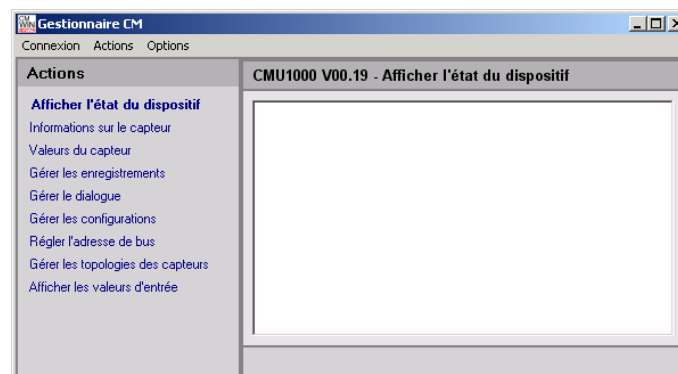 Gestionnaire CM
Connexion Actions Options
Actions
CMU1000 V00.19 - Afficher l'état du dispositif
Afficher l'état du dispositif
Informations sur le capteur
Valeurs du capteur
Gérer les enregistrements
Gérer le dialogue
Gérer les configurations
Régler l'adresse de bus
Gérer les topologies des capteurs
Afficher les valeurs d'entrée